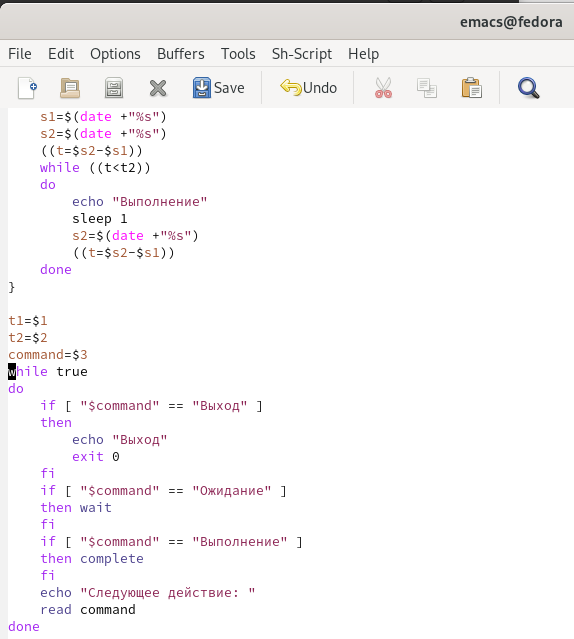 emacs@fedora
File Edit Options Buffers Tools Sh-Script Help
Save Undo
    s1=$(date +"%s")
    s2=$(date +"%s")
    ((t=$s2-$s1))
    while ((t<t2))
    do
        echo "Выполнение"
        sleep 1
        s2=$(date +"%s")
        ((t=$s2-$s1))
    done
}

t1=$1
t2=$2
command=$3
while true
do
    if [ "$command" == "Выход" ]
    then
        echo "Выход"
        exit 0
    fi
    if [ "$command" == "Ожидание" ]
    then wait
    fi
    if [ "$command" == "Выполнение" ]
    then complete
    fi
    echo "Следующее действие: "
    read command
done